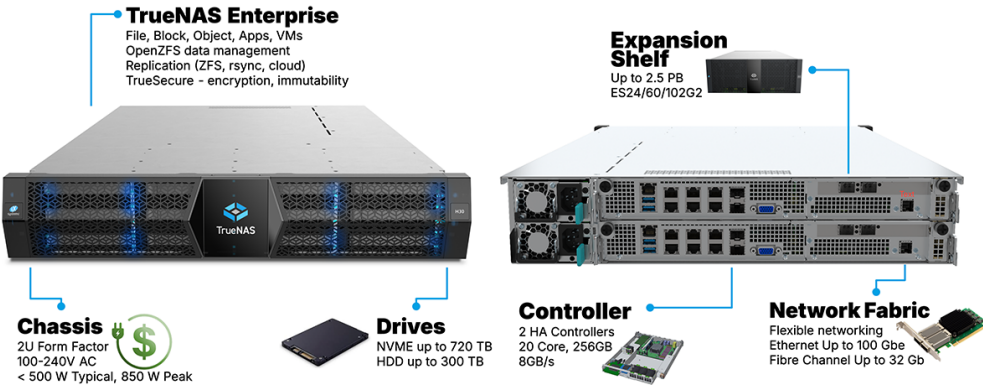 TrueNAS Enterprise
File, Block, Object, Apps, VMs
OpenZFS data management
Replication (ZFS, rsync, cloud)
TrueSecure - encryption, immutability
Expansion
Shelf
Up to 2.5 PB
ES24/60/102G2
TrueNAS
H30
Chassis
2U Form Factor
100-240V AC
< 500 W Typical, 850 W Peak
$
Drives
NVME up to 720 TB
HDD up to 300 TB
Controller
2 HA Controllers
20 Core, 256GB
8GB/s
Network Fabric
Flexible networking
Ethernet Up to 100 Gbe
Fibre Channel Up to 32 Gb